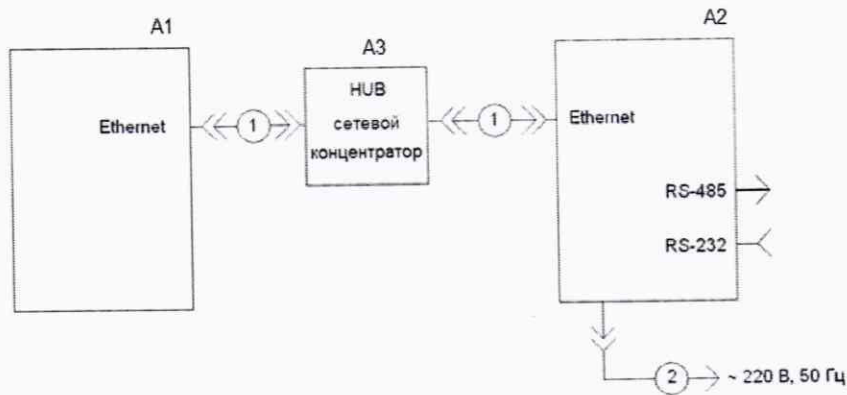 A1
A3
A2
HUB
сетевой
концентратор
Ethernet
1
1
Ethernet
RS-485
RS-232
2
~ 220 В, 50 Гц